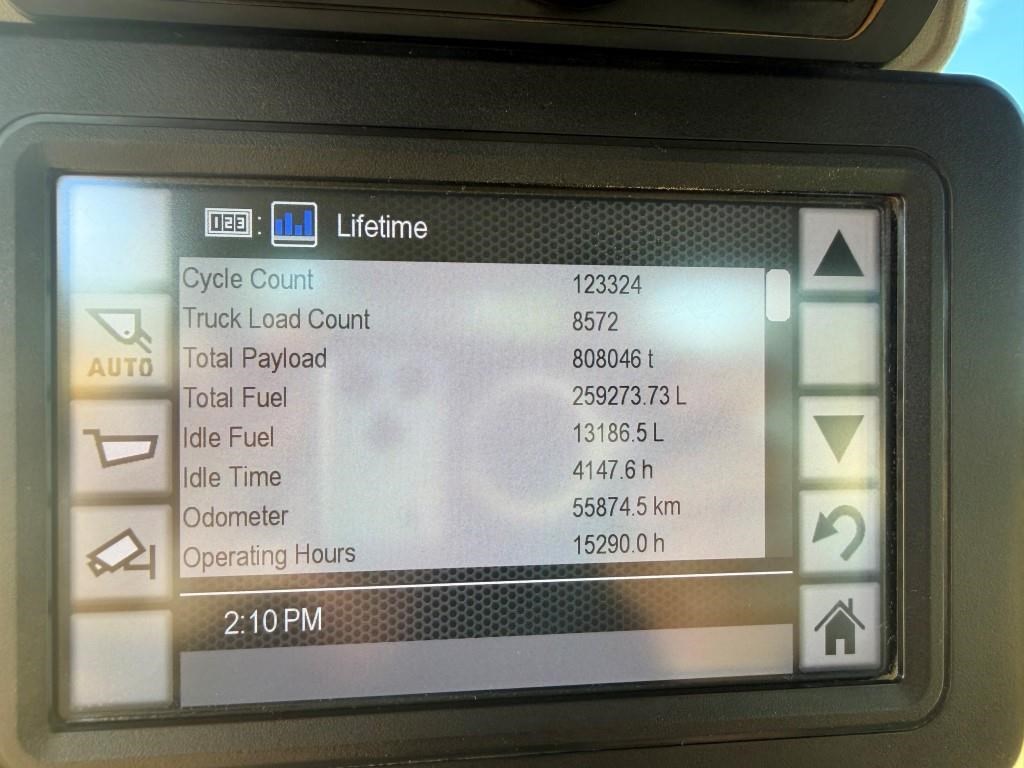 123 : Lifetime
Cycle Count 123324
Truck Load Count 8572
Total Payload 808046 t
Total Fuel 259273.73 L
Idle Fuel 13186.5 L
Idle Time 4147.6 h
Odometer 55874.5 km
Operating Hours 15290.0 h
AUTO
2:10 PM